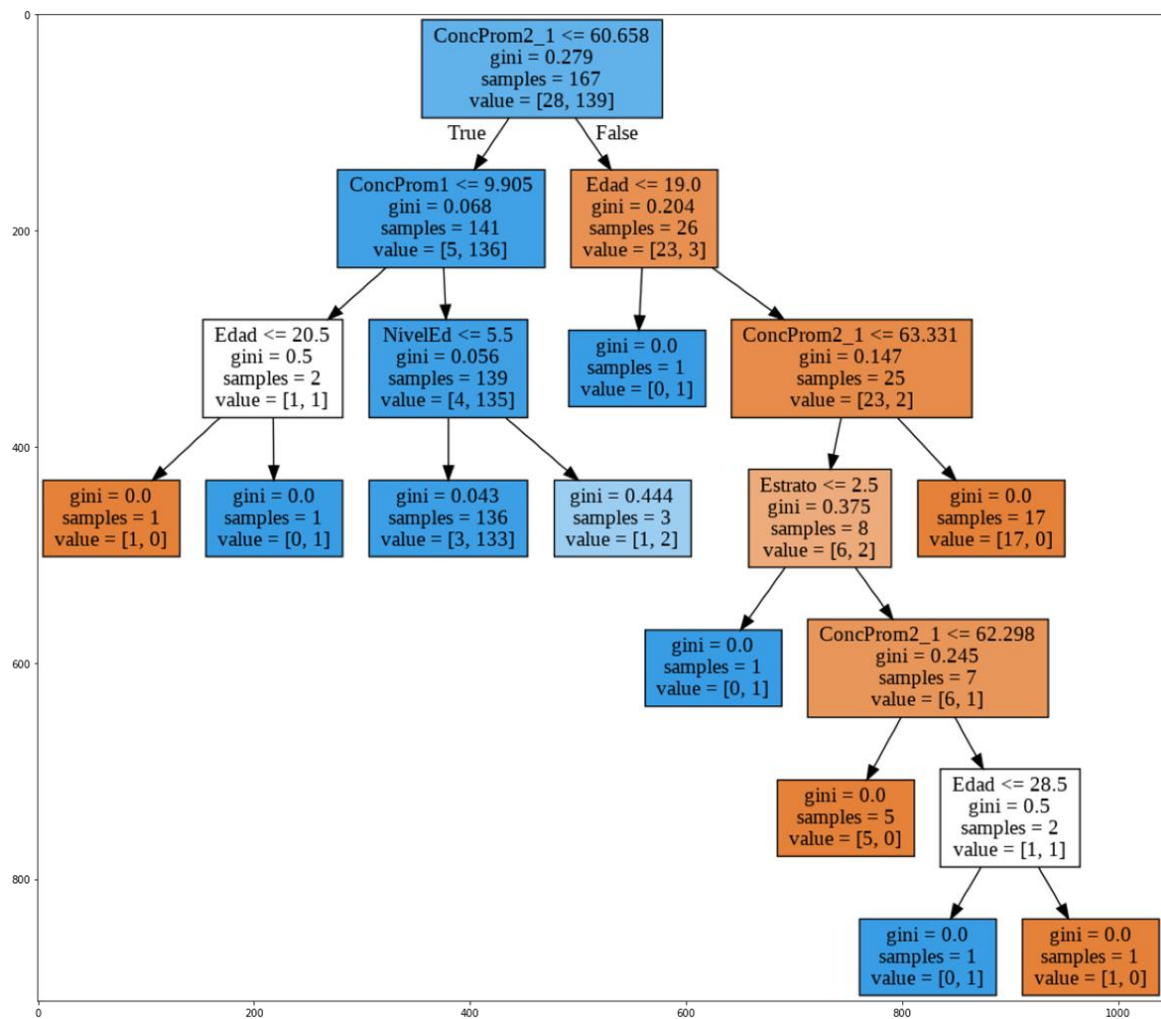 0
ConcProm2_1 <= 60.658
gini = 0.279
samples = 167
value = [28, 139]
True
False
ConcProm1 <= 9.905
gini = 0.068
samples = 141
value = [5, 136]
Edad <= 19.0
gini = 0.204
samples = 26
value = [23, 3]
200
Edad <= 20.5
gini = 0.5
samples = 2
value = [1, 1]
NivelEd <= 5.5
gini = 0.056
samples = 139
value = [4, 135]
gini = 0.0
samples = 1
value = [0, 1]
ConcProm2_1 <= 63.331
gini = 0.147
samples = 25
value = [23, 2]
400
gini = 0.0
samples = 1
value = [1, 0]
gini = 0.0
samples = 1
value = [0, 1]
gini = 0.043
samples = 136
value = [3, 133]
gini = 0.444
samples = 3
value = [1, 2]
Estrato <= 2.5
gini = 0.375
samples = 8
value = [6, 2]
gini = 0.0
samples = 17
value = [17, 0]
600
gini = 0.0
samples = 1
value = [0, 1]
ConcProm2_1 <= 62.298
gini = 0.245
samples = 7
value = [6, 1]
gini = 0.0
samples = 5
value = [5, 0]
Edad <= 28.5
gini = 0.5
samples = 2
value = [1, 1]
800
gini = 0.0
samples = 1
value = [0, 1]
gini = 0.0
samples = 1
value = [1, 0]
0
200
400
600
800
1000